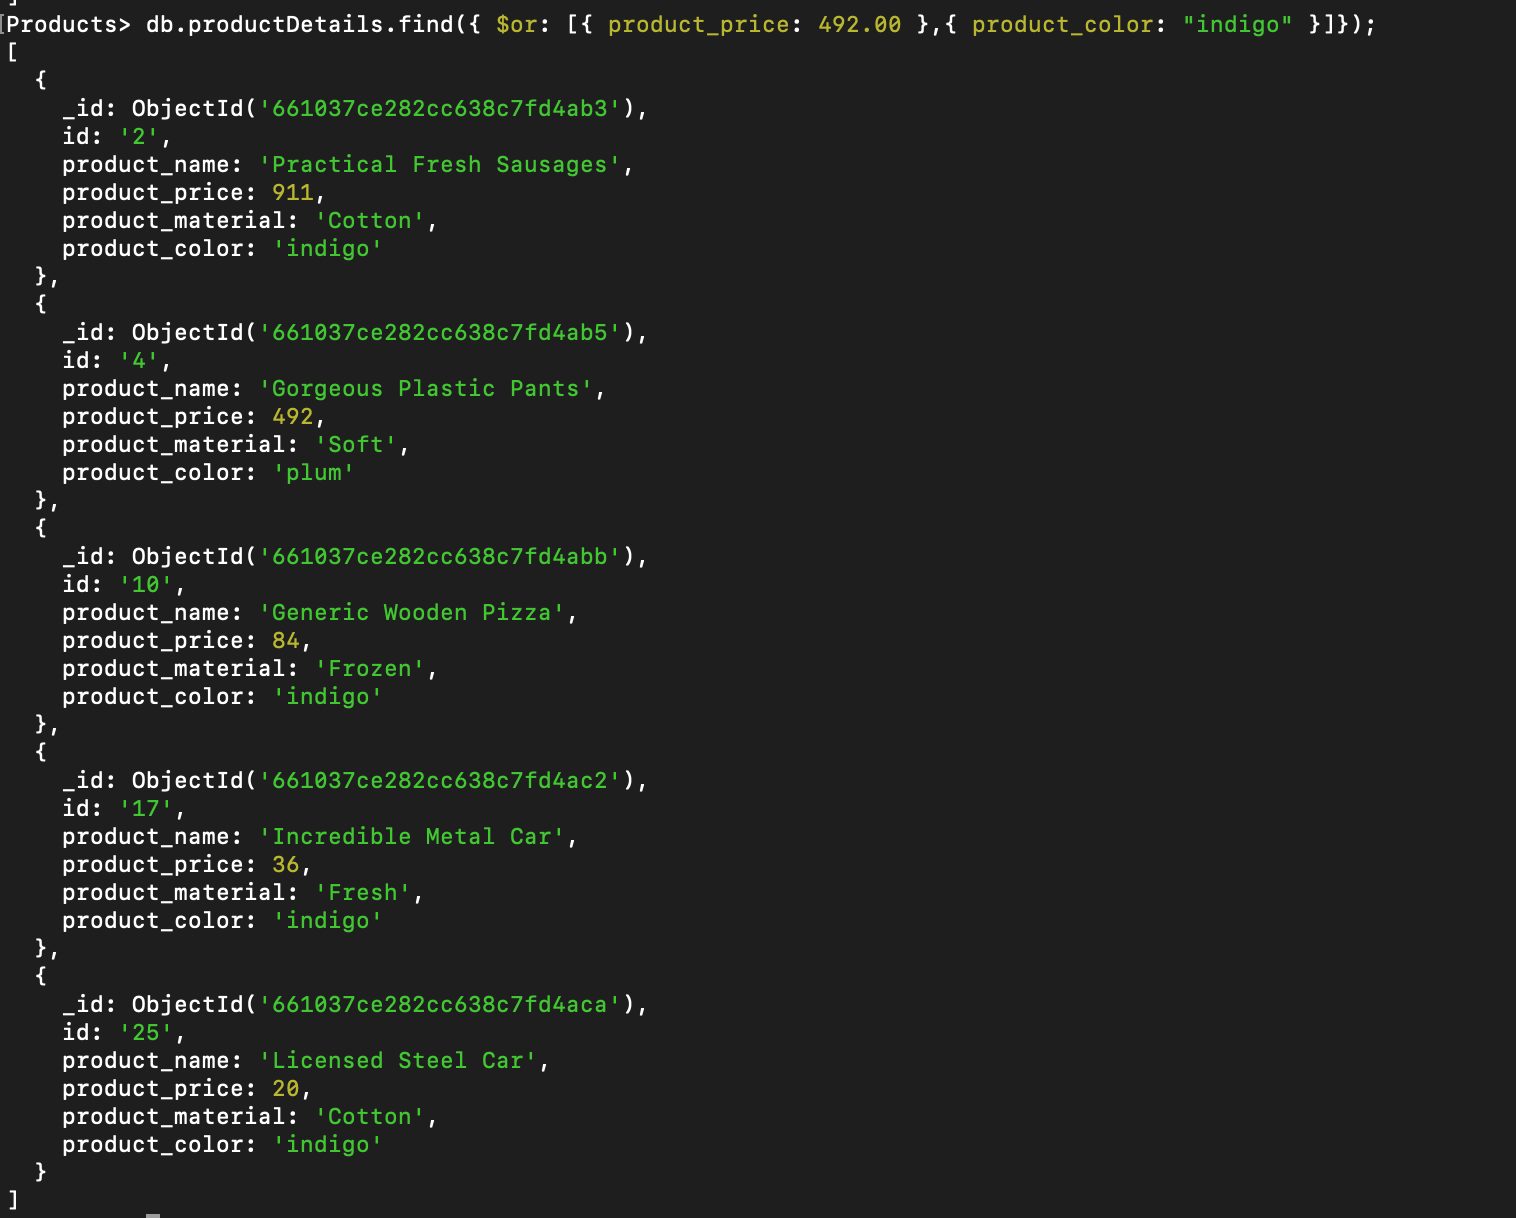 ]
[Products> db.productDetails.find({ $or: [{ product_price: 492.00 },{ product_color: "indigo" }]});
[
  {
    _id: ObjectId('661037ce282cc638c7fd4ab3'),
    id: '2',
    product_name: 'Practical Fresh Sausages',
    product_price: 911,
    product_material: 'Cotton',
    product_color: 'indigo'
  },
  {
    _id: ObjectId('661037ce282cc638c7fd4ab5'),
    id: '4',
    product_name: 'Gorgeous Plastic Pants',
    product_price: 492,
    product_material: 'Soft',
    product_color: 'plum'
  },
  {
    _id: ObjectId('661037ce282cc638c7fd4abb'),
    id: '10',
    product_name: 'Generic Wooden Pizza',
    product_price: 84,
    product_material: 'Frozen',
    product_color: 'indigo'
  },
  {
    _id: ObjectId('661037ce282cc638c7fd4ac2'),
    id: '17',
    product_name: 'Incredible Metal Car',
    product_price: 36,
    product_material: 'Fresh',
    product_color: 'indigo'
  },
  {
    _id: ObjectId('661037ce282cc638c7fd4aca'),
    id: '25',
    product_name: 'Licensed Steel Car',
    product_price: 20,
    product_material: 'Cotton',
    product_color: 'indigo'
  }
]